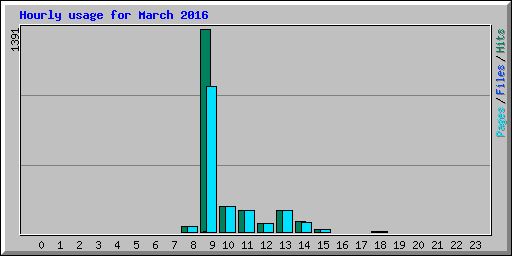 Hourly usage for March 2016
1391
Pages/Files/Hits
0 1 2 3 4 5 6 7 8 9 10 11 12 13 14 15 16 17 18 19 20 21 22 23